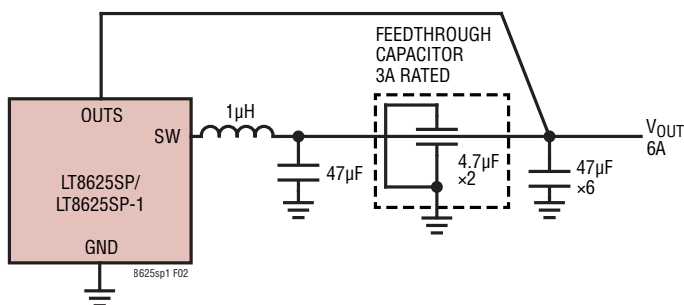 FEEDTHROUGH
CAPACITOR
3A RATED
OUTS
1µH
SW
VOUT
6A
47µF
4.7µF
×2
47µF
×6
LT8625SP/
LT8625SP-1
GND
8625sp1 F02